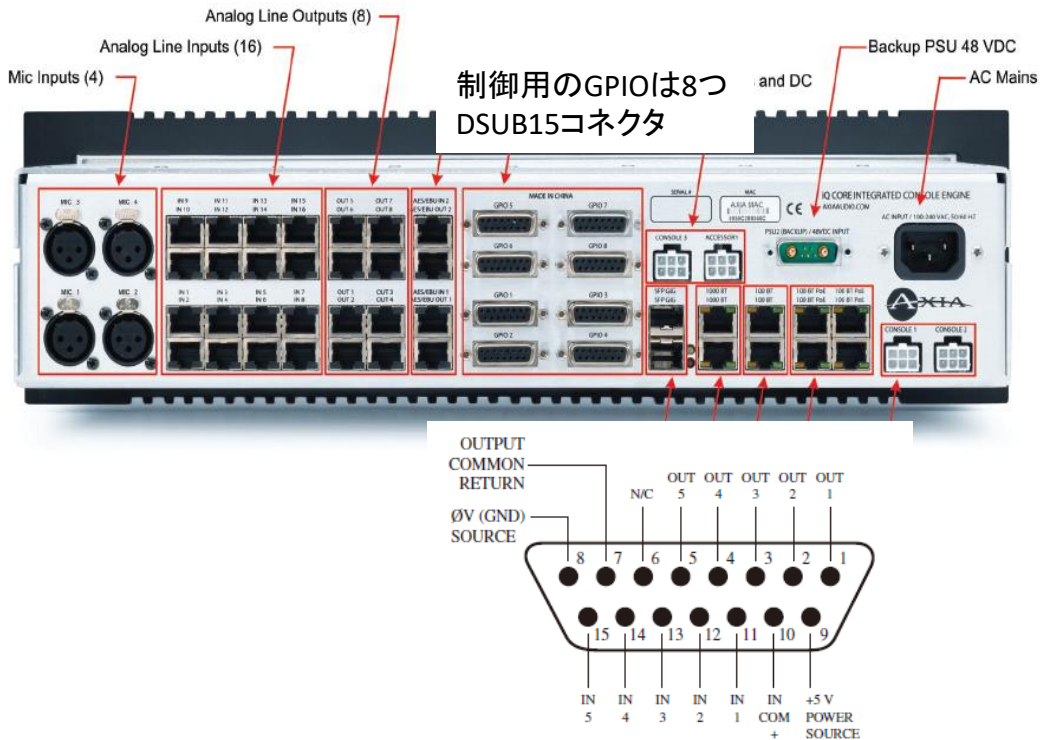 Analog Line Outputs (8)
Analog Line Inputs (16)
Mic Inputs (4)
制御用のGPIOは8つ
DSUB15コネクタ
and DC
Backup PSU 48 VDC
AC Mains
MIC 3
MIC 4
IN 9
IN 10
IN 11
IN 12
IN 13
IN 14
IN 15
IN 16
OUT 5
OUT 6
OUT 7
OUT 8
AES/EBU IN 2
AES/EBU OUT 2
MADE IN CHINA
GPIO 5
GPIO 7
GPIO 6
GPIO 8
SERIAL #
MAC
AXIA MAC
CE
iQ CORE INTEGRATED CONSOLE ENGINE
AXIAAUDIO.COM
PSU2 (BACKUP) / 48VDC INPUT
AC INPUT / 100-240 VAC, 50/60 HZ
CONSOLE 3
ACCESSORY
MIC 1
MIC 2
IN 1
IN 2
IN 3
IN 4
IN 5
IN 6
IN 7
IN 8
OUT 1
OUT 2
OUT 3
OUT 4
AES/EBU IN 1
AES/EBU OUT 1
GPIO 1
GPIO 3
GPIO 2
GPIO 4
SFP GIG
SFP GIG
1000 BT
1000 BT
100 BT
100 BT
100 BT PoE
100 BT PoE
100 BT PoE
100 BT PoE
AXIA
CONSOLE 1
CONSOLE 2
OUTPUT
COMMON
RETURN
ØV (GND)
SOURCE
N/C
OUT
5
OUT
4
OUT
3
OUT
2
OUT
1
8 7 6 5 4 3 2 1
15 14 13 12 11 10 9
IN
5
IN
4
IN
3
IN
2
IN
1
IN
COM
+
+5 V
POWER
SOURCE